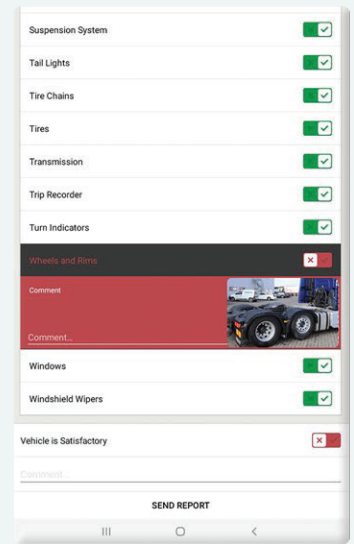 Suspension System
Tail Lights
Tire Chains
Tires
Transmission
Trip Recorder
Turn Indicators
Wheels and Rims
Comment
Comment...
Windows
Windshield Wipers
Vehicle is Satisfactory
Comment...
SEND REPORT